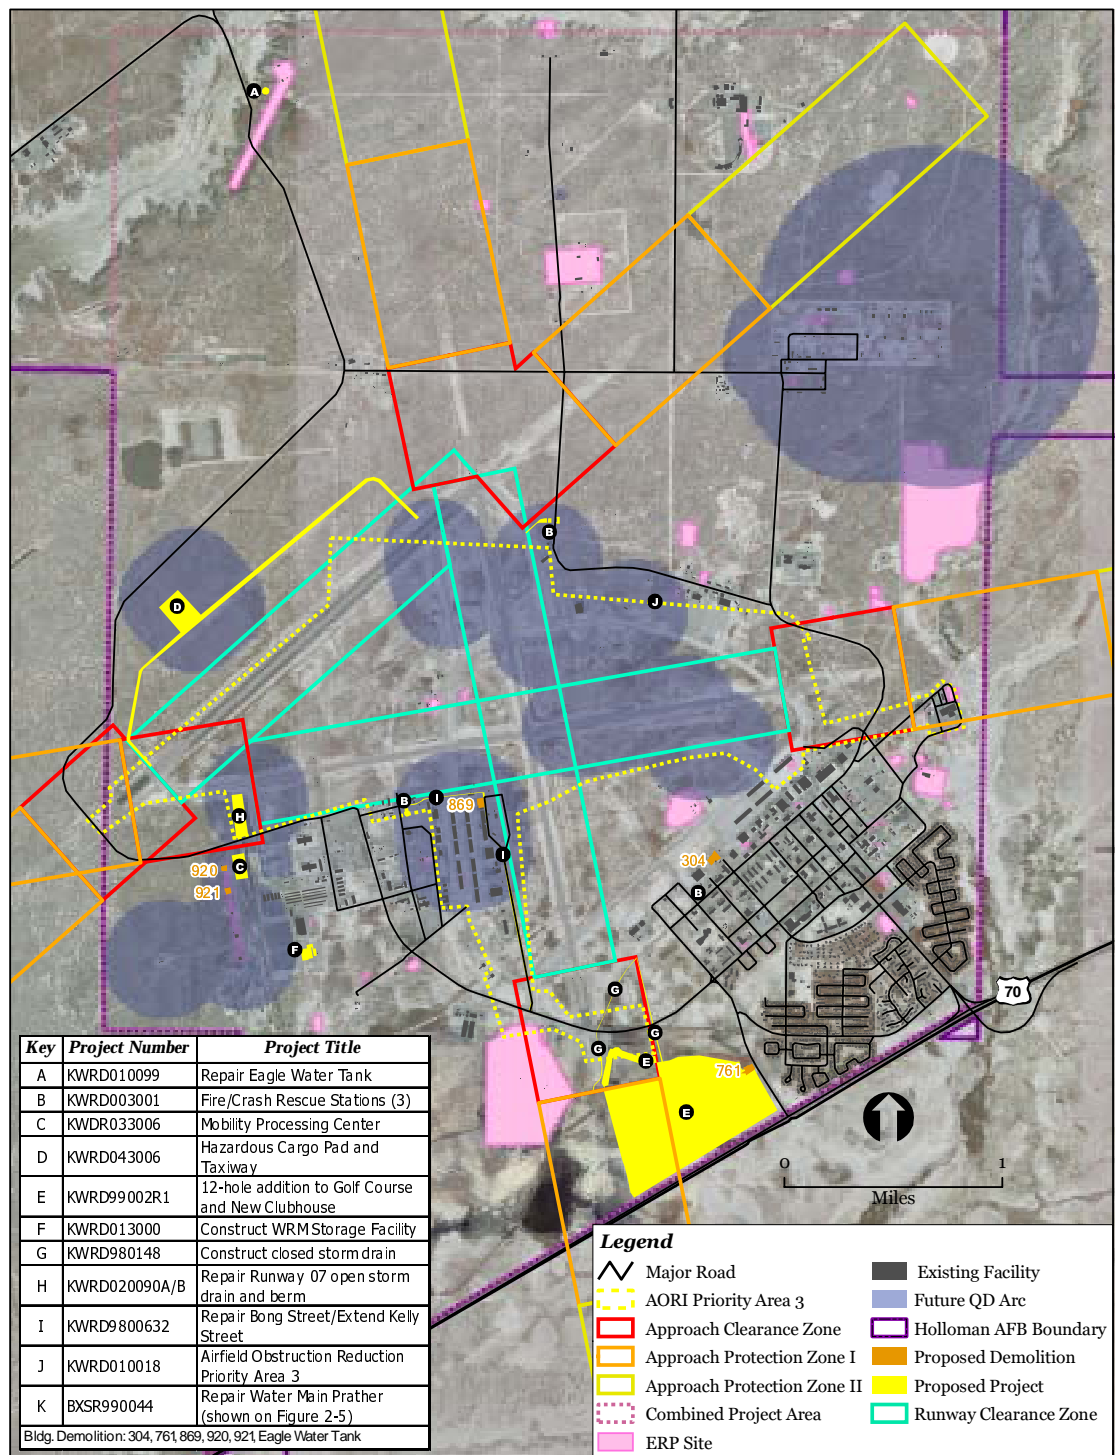 A
B
D
J
H
C
B
I
869
I
920
921
F
304
B
G
G
G
E
761
E
70
0 1
Miles
Key Project Number Project Title
A KWRD010099 Repair Eagle Water Tank
B KWRD003001 Fire/Crash Rescue Stations (3)
C KWDR033006 Mobility Processing Center
D KWRD043006 Hazardous Cargo Pad and
Taxiway
E KWRD99002R1 12-hole addition to Golf Course
and New Clubhouse
F KWRD013000 Construct WRM Storage Facility
G KWRD980148 Construct closed storm drain
H KWRD020090A/B Repair Runway 07 open storm
drain and berm
I KWRD9800632 Repair Bong Street/Extend Kelly
Street
J KWRD010018 Airfield Obstruction Reduction
Priority Area 3
K BXSR990044 Repair Water Main Prather
(shown on Figure 2-5)
Bldg. Demolition: 304, 761, 869, 920, 921, Eagle Water Tank
Legend
Major Road
AORI Priority Area 3
Approach Clearance Zone
Approach Protection Zone I
Approach Protection Zone II
Combined Project Area
ERP Site
Existing Facility
Future QD Arc
Holloman AFB Boundary
Proposed Demolition
Proposed Project
Runway Clearance Zone